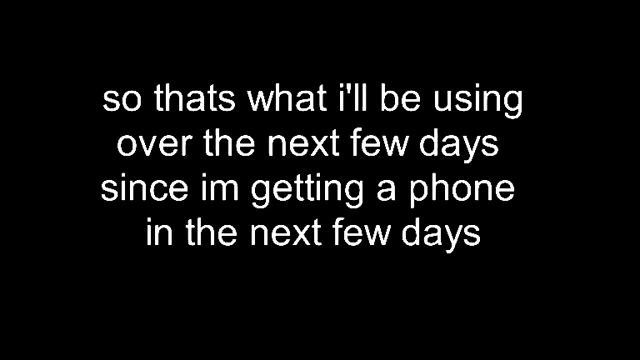 so thats what i'll be using
over the next few days
since im getting a phone
in the next few days